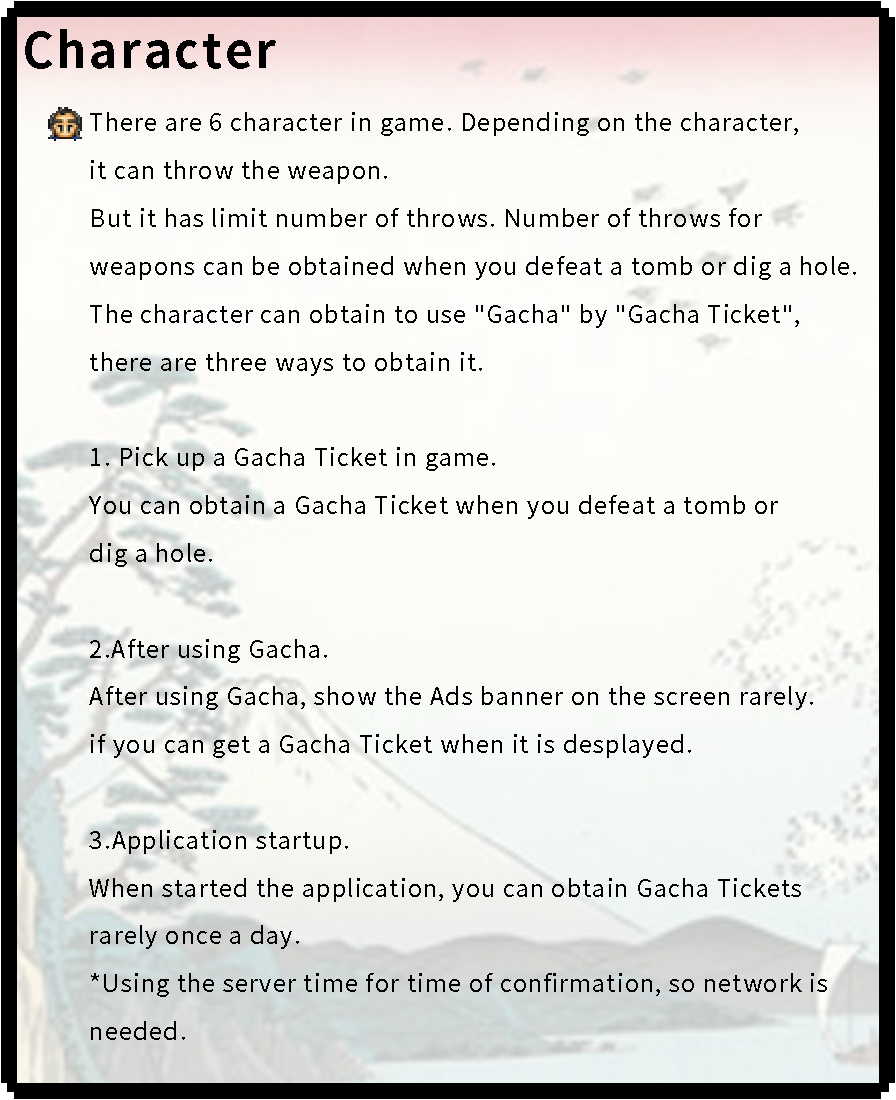 Character
There are 6 character in game. Depending on the character,
it can throw the weapon.
But it has limit number of throws. Number of throws for
weapons can be obtained when you defeat a tomb or dig a hole.
The character can obtain to use "Gacha" by "Gacha Ticket",
there are three ways to obtain it.
1. Pick up a Gacha Ticket in game.
You can obtain a Gacha Ticket when you defeat a tomb or
dig a hole.
2.After using Gacha.
After using Gacha, show the Ads banner on the screen rarely.
if you can get a Gacha Ticket when it is desplayed.
3.Application startup.
When started the application, you can obtain Gacha Tickets
rarely once a day.
*Using the server time for time of confirmation, so network is
needed.